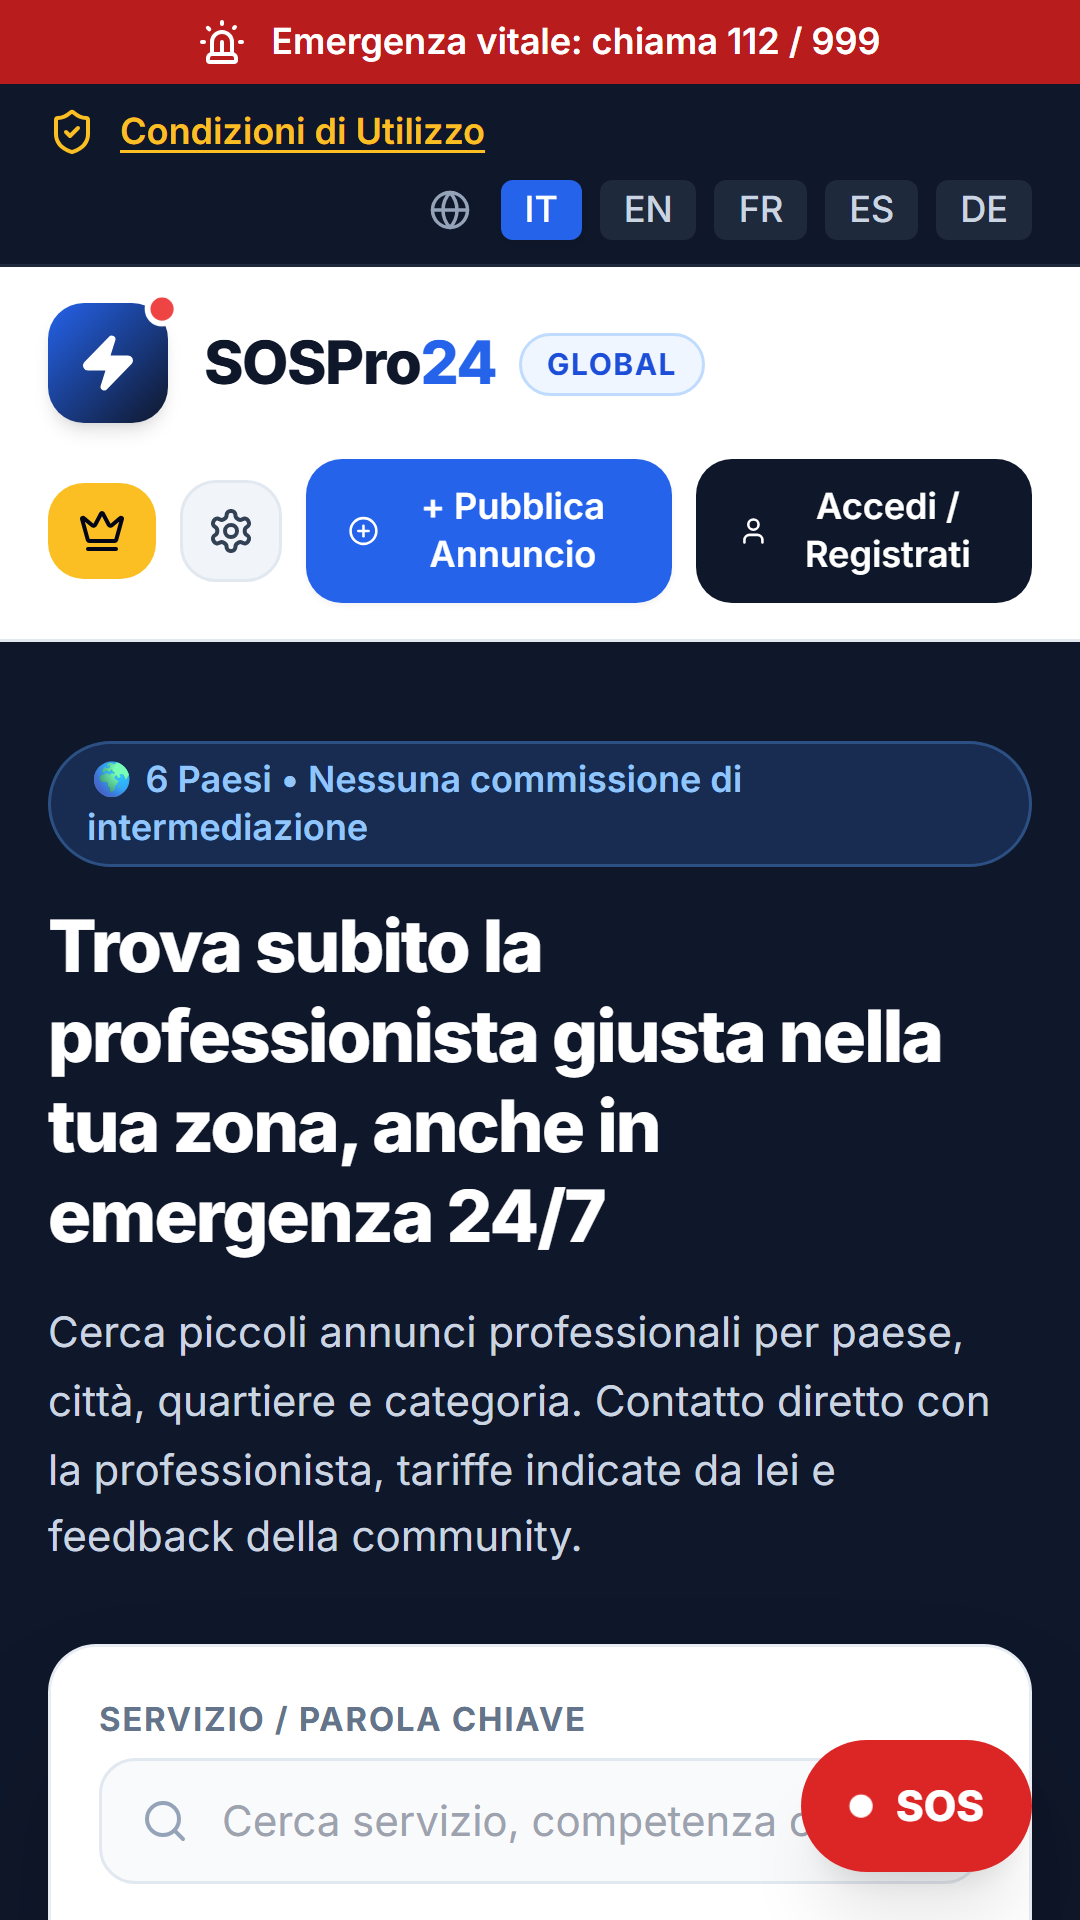 Emergenza vitale: chiama 112 / 999
Condizioni di Utilizzo
IT EN FR ES DE
SOSPro24 GLOBAL
+ Pubblica Annuncio
Accedi / Registrati
6 Paesi • Nessuna commissione di
intermediazione
Trova subito la
professionista giusta nella
tua zona, anche in
emergenza 24/7
Cerca piccoli annunci professionali per paese,
città, quartiere e categoria. Contatto diretto con
la professionista, tariffe indicate da lei e
feedback della community.
SERVIZIO / PAROLA CHIAVE
Cerca servizio, competenza
SOS